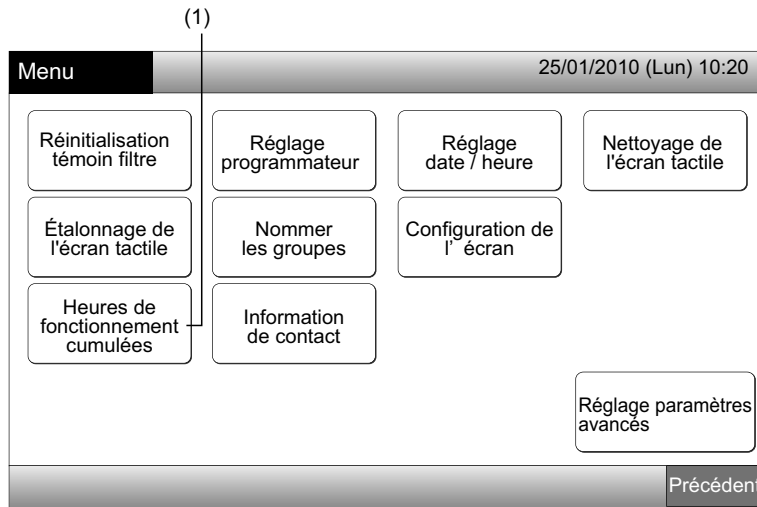 (1)
Menu
25/01/2010 (Lun) 10:20
Réinitialisation
témoin filtre
Réglage
programmateur
Réglage
date / heure
Nettoyage de
l'écran tactile
Étalonnage de
l'écran tactile
Nommer
les groupes
Configuration de
l’ écran
Heures de
fonctionnement
cumulées
Information
de contact
Réglage paramètres
avancés
Précédent